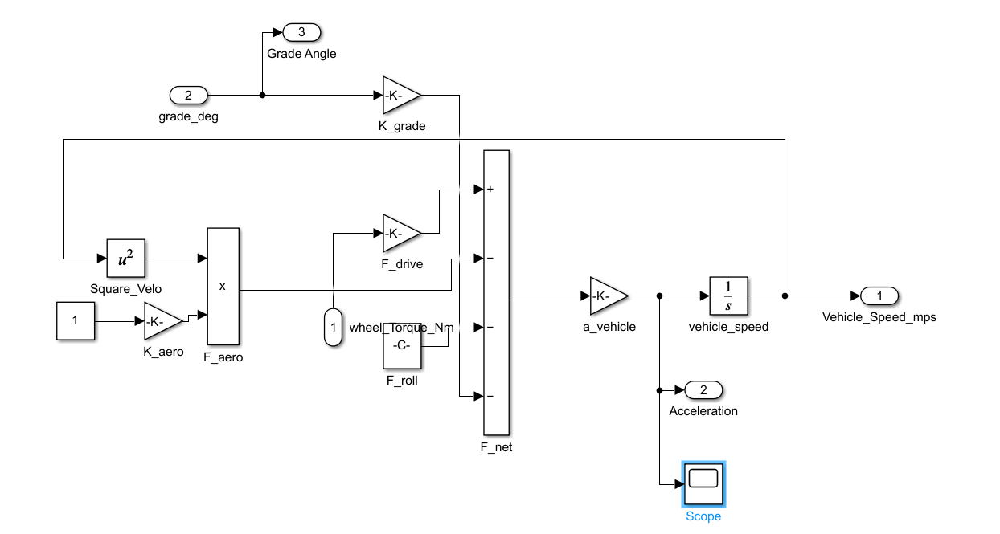 3
Grade Angle
2
grade_deg
-K-
K_grade
+
-K-
F_drive
−
u²
Square_Velo
x
F_aero
1
-K-
K_aero
1
wheel_Torque_Nm
−
-C-
F_roll
−
F_net
-K-
a_vehicle
1
s
vehicle_speed
1
Vehicle_Speed_mps
2
Acceleration
Scope